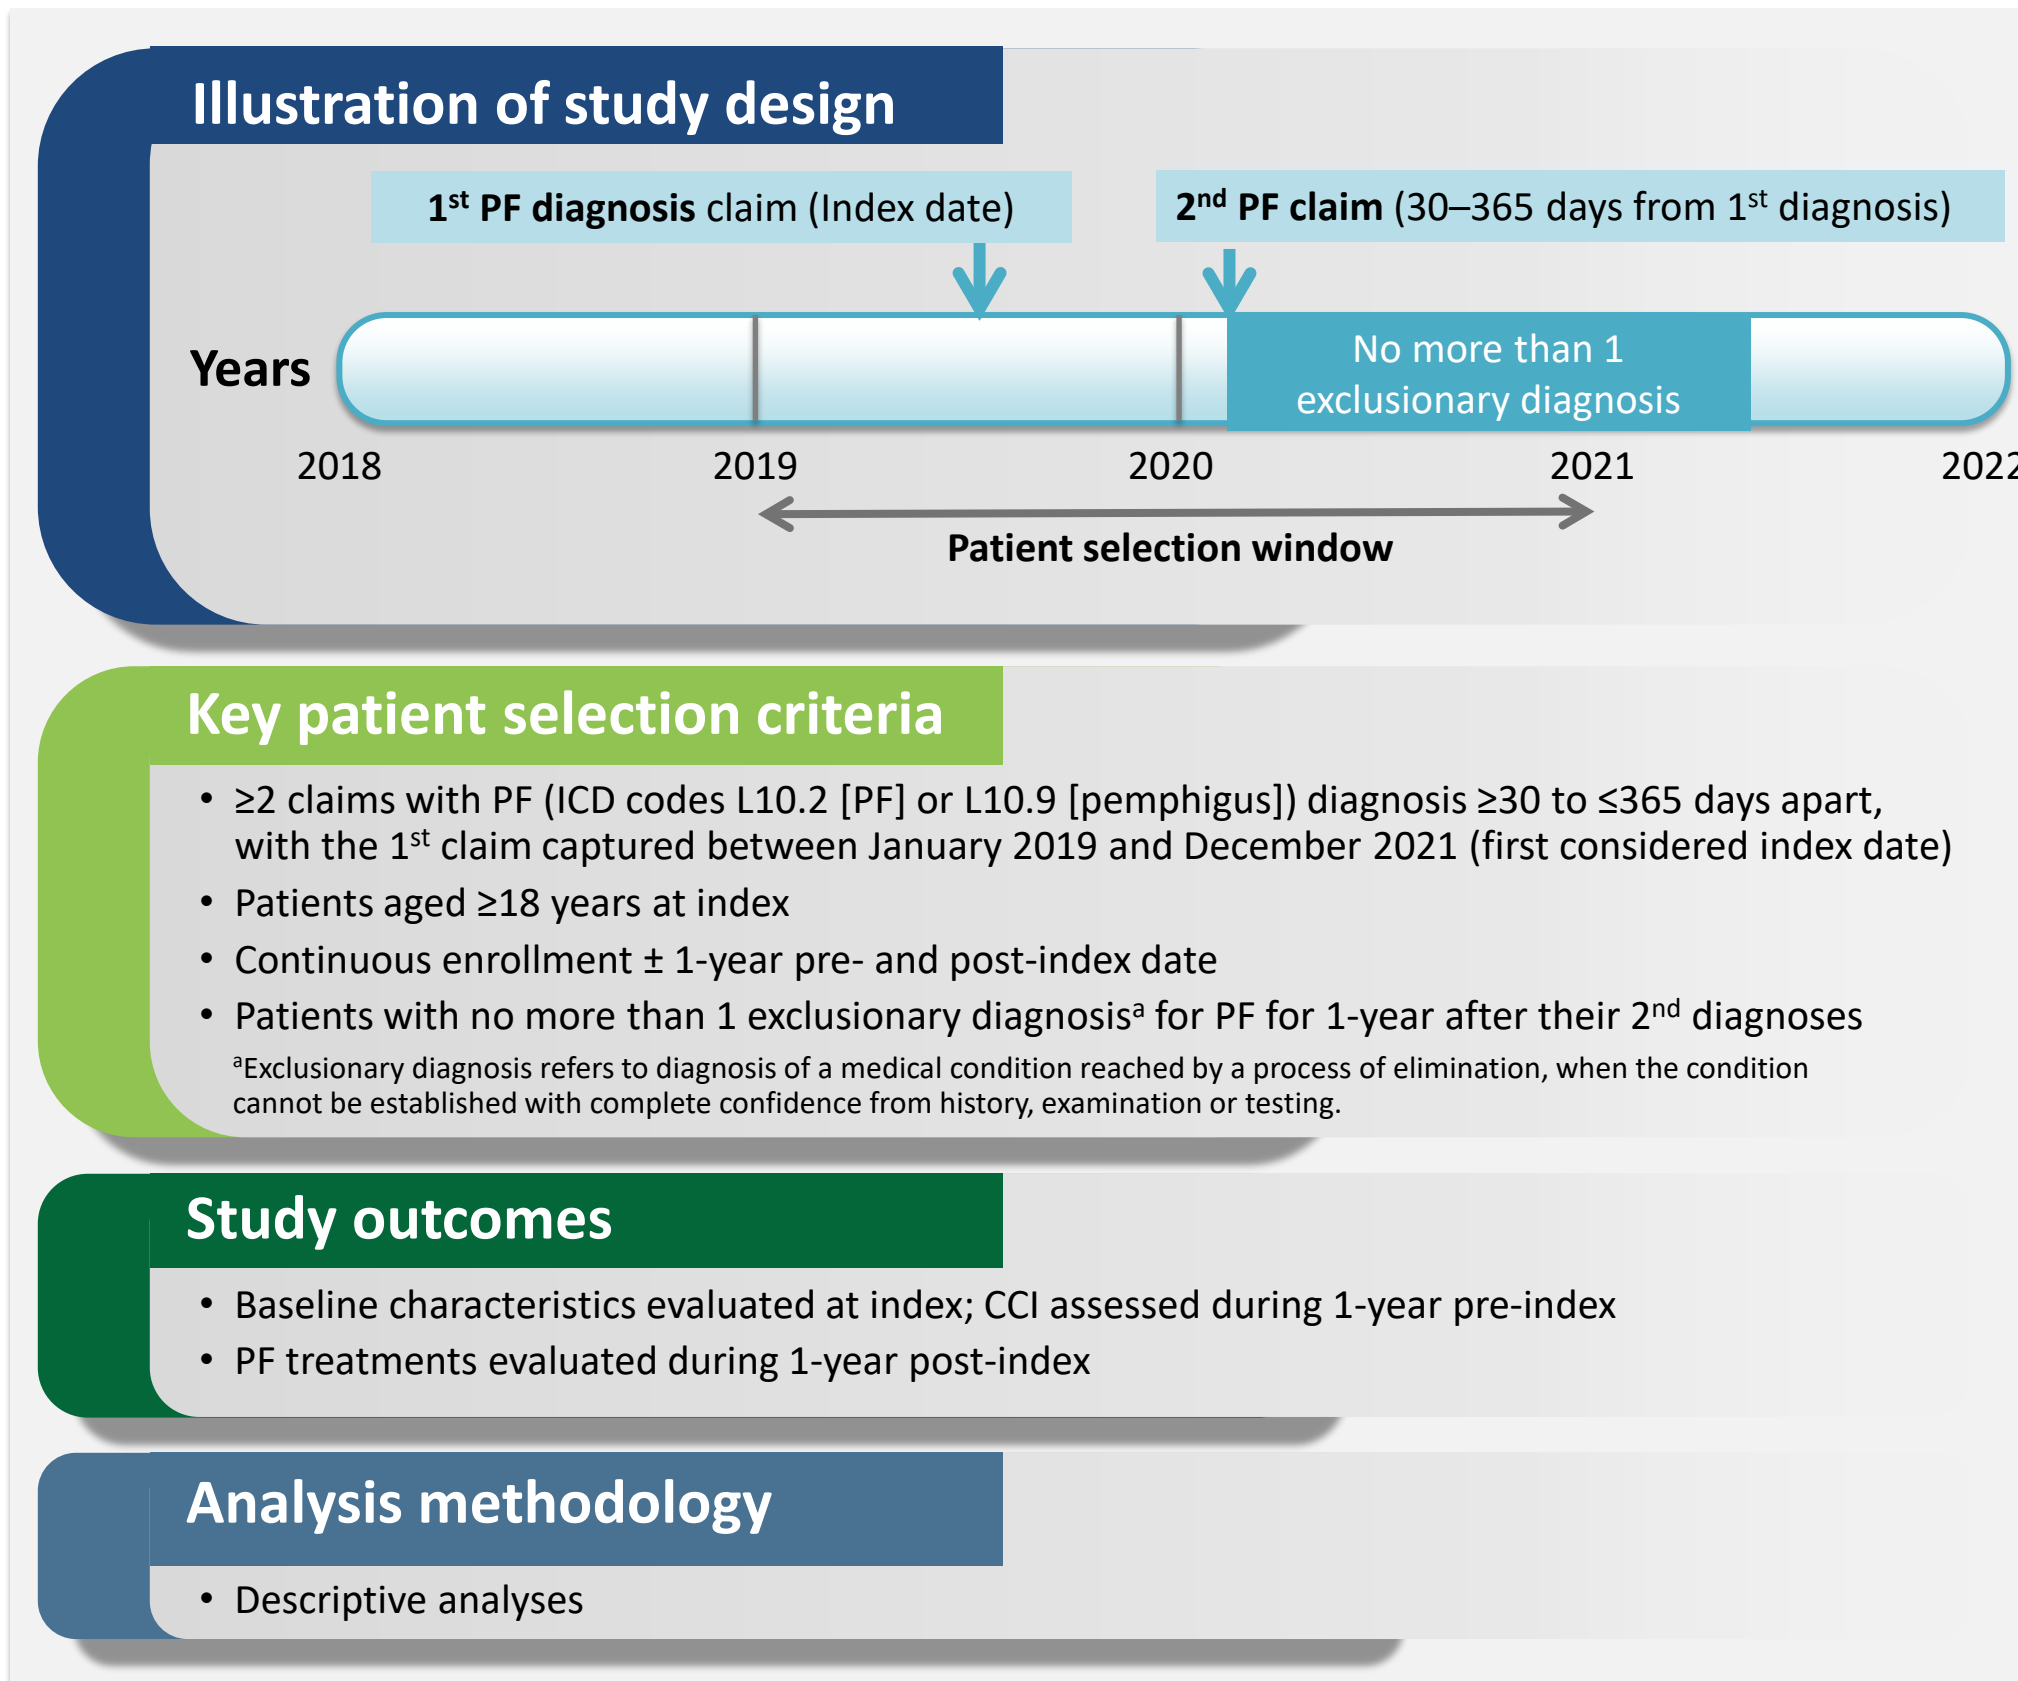 Illustration of study design
1st PF diagnosis claim (Index date)
2nd PF claim (30–365 days from 1st diagnosis)
Years
No more than 1
exclusionary diagnosis
2018 2019 2020 2021 2022
Patient selection window
Key patient selection criteria
• ≥2 claims with PF (ICD codes L10.2 [PF] or L10.9 [pemphigus]) diagnosis ≥30 to ≤365 days apart,
with the 1st claim captured between January 2019 and December 2021 (first considered index date)
• Patients aged ≥18 years at index
• Continuous enrollment ± 1-year pre- and post-index date
• Patients with no more than 1 exclusionary diagnosisa for PF for 1-year after their 2nd diagnoses
aExclusionary diagnosis refers to diagnosis of a medical condition reached by a process of elimination, when the condition
cannot be established with complete confidence from history, examination or testing.
Study outcomes
• Baseline characteristics evaluated at index; CCI assessed during 1-year pre-index
• PF treatments evaluated during 1-year post-index
Analysis methodology
• Descriptive analyses